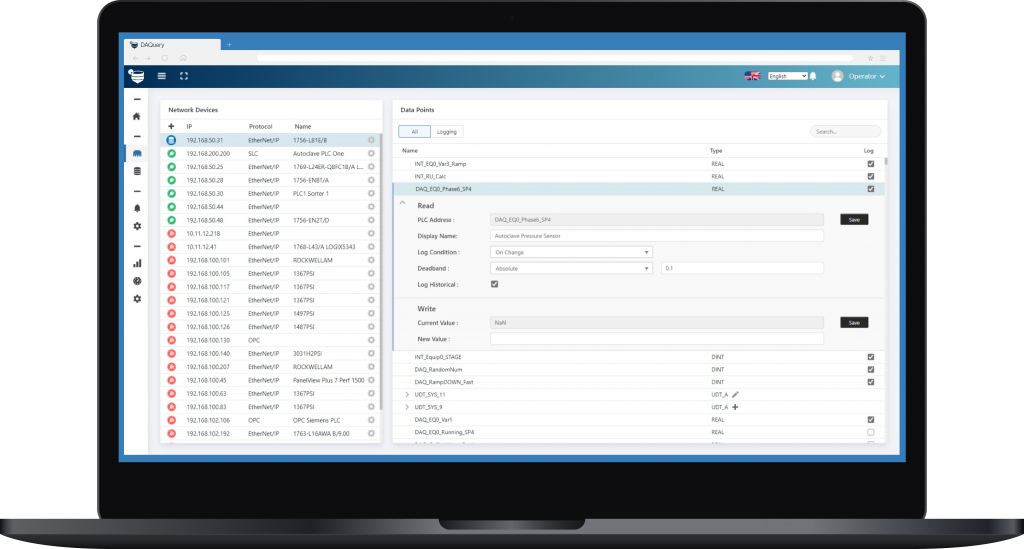 DAQuery
English
Operator
Network Devices
IP Protocol Name
192.168.50.31 EtherNet/IP 1756-L81E/B
192.168.200.200 SLC Autoclave PLC One
192.168.50.25 EtherNet/IP 1769-L24ER-QBFC1B/A L...
192.168.50.28 EtherNet/IP 1756-EN8T/A
192.168.50.30 EtherNet/IP PLC1 Sorter 1
192.168.50.44 EtherNet/IP
192.168.50.48 EtherNet/IP 1756-EN2T/D
10.11.12.218 EtherNet/IP
10.11.12.41 EtherNet/IP 1768-L43/A LOGIX5343
192.168.100.101 EtherNet/IP ROCKWELLAM
192.168.100.105 EtherNet/IP 1367PSI
192.168.100.117 EtherNet/IP 1367PSI
192.168.100.121 EtherNet/IP 1367PSI
192.168.100.125 EtherNet/IP 1497PSI
192.168.100.126 EtherNet/IP 1487PSI
192.168.100.130 OPC
192.168.100.140 EtherNet/IP 3031H2PSI
192.168.100.207 EtherNet/IP ROCKWELLAM
192.168.100.45 EtherNet/IP PanelView Plus 7 Perf 1500
192.168.100.63 EtherNet/IP 1367PSI
192.168.100.83 EtherNet/IP 1367PSI
192.168.102.106 OPC OPC Siemens PLC
192.168.102.192 EtherNet/IP 1763-L16AWA B/9.00
Data Points
All Logging
Search...
Name Type Log
INT_EQ0_Var3_Ramp REAL
INT_RU_Calc REAL
DAQ_EQ0_Phase6_SP4 REAL
Read
PLC Address : DAQ_EQ0_Phase6_SP4 Save
Display Name: Autoclave Pressure Sensor
Log Condition : On Change
Deadband : Absolute 0.1
Log Historical :
Write
Current Value : NaN Save
New Value :
INT_Equip0_STAGE DINT
DAQ_RandomNum DINT
DAQ_RampDOWN_Fast DINT
UDT_SYS_11 UDT_A
UDT_SYS_9 UDT_A
DAQ_EQ0_Var1 REAL
DAQ_EQ0_Running_SP4 REAL